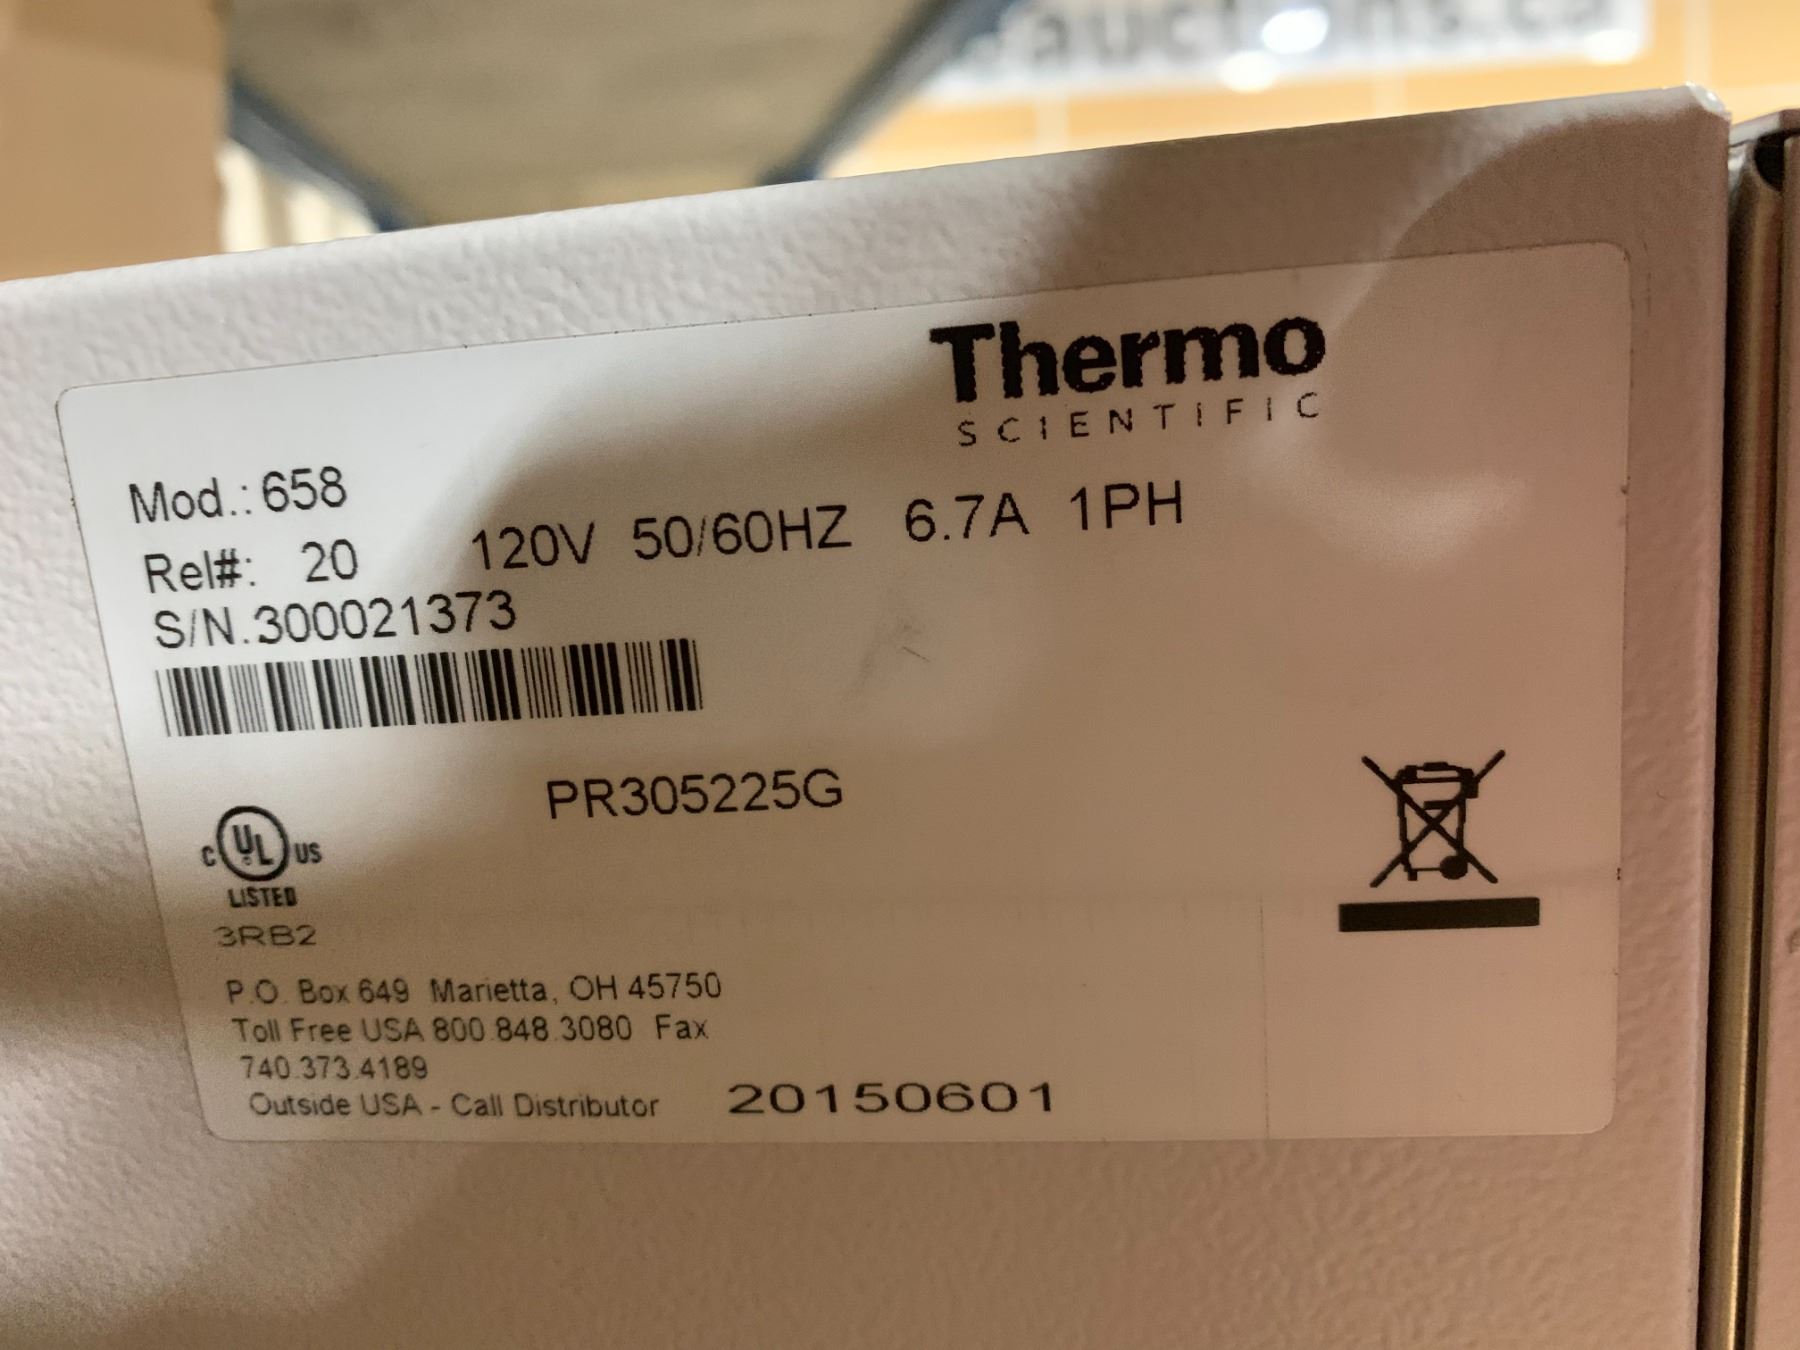 auctions.ca
Thermo
SCIENTIFIC
Mod.: 658
Rel#: 20 120V 50/60HZ 6.7A 1PH
S/N.300021373
PR305225G
C UL US
LISTED
3RB2
P.O. Box 649 Marietta, OH 45750
Toll Free USA 800.848.3080 Fax
740.373.4189
Outside USA - Call Distributor 20150601